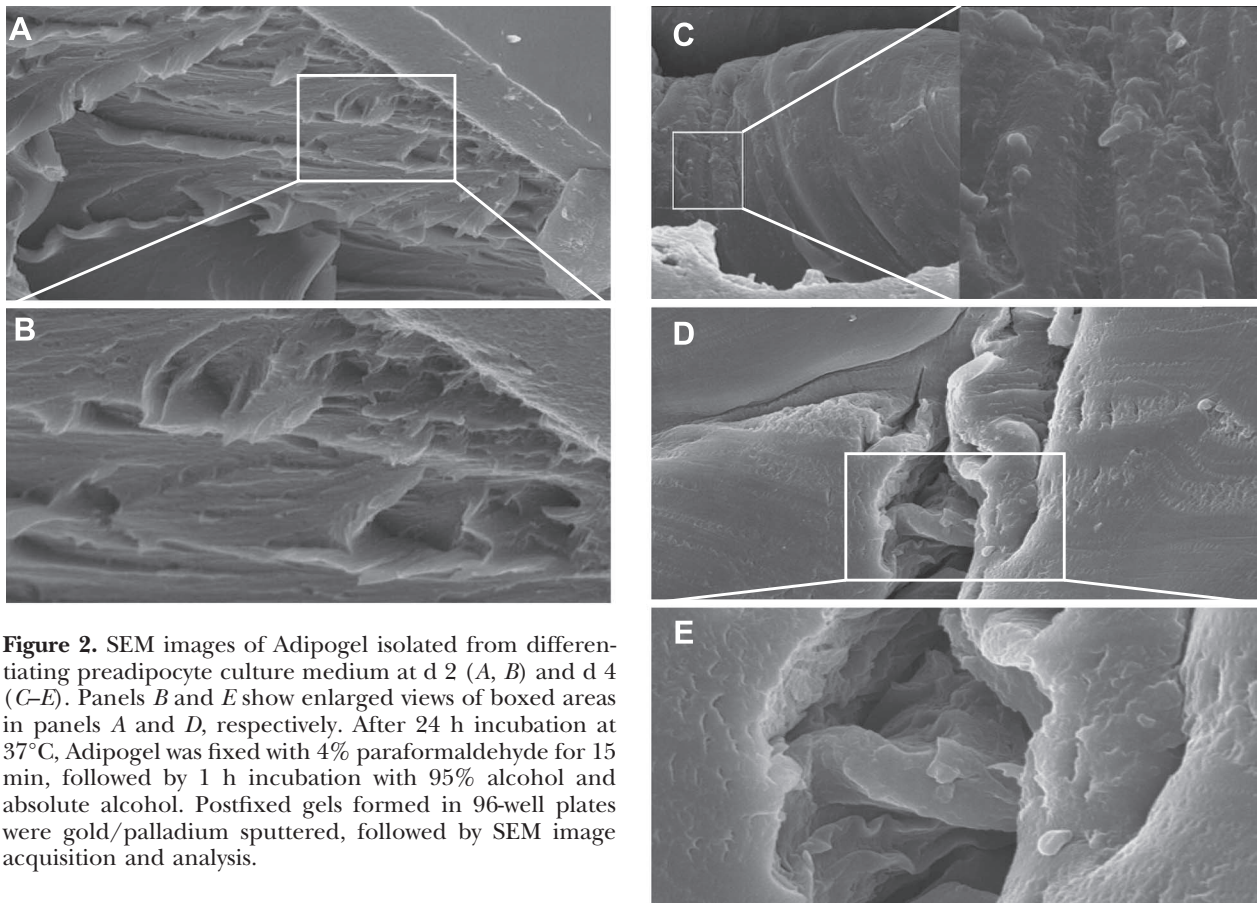 A
B
C
D
E
Figure 2. SEM images of Adipogel isolated from differen-
tiating preadipocyte culture medium at d 2 (A, B) and d 4
(C–E). Panels B and E show enlarged views of boxed areas
in panels A and D, respectively. After 24 h incubation at
37°C, Adipogel was fixed with 4% paraformaldehyde for 15
min, followed by 1 h incubation with 95% alcohol and
absolute alcohol. Postfixed gels formed in 96-well plates
were gold/palladium sputtered, followed by SEM image
acquisition and analysis.